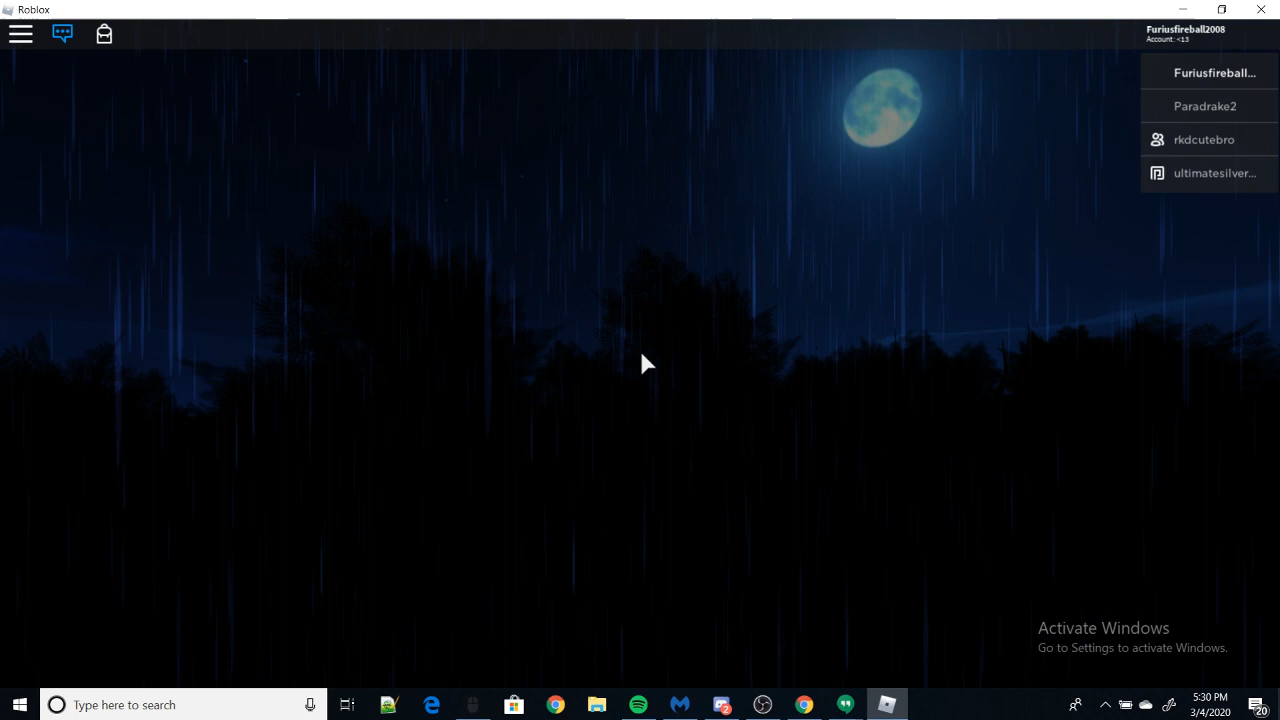 Roblox
Furiusfireball2008
Account: <13
Furiusfireball...
Paradrake2
rkdcutebro
ultimatesilver...
Activate Windows
Go to Settings to activate Windows.
Type here to search
2
5:30 PM
3/4/2020
20